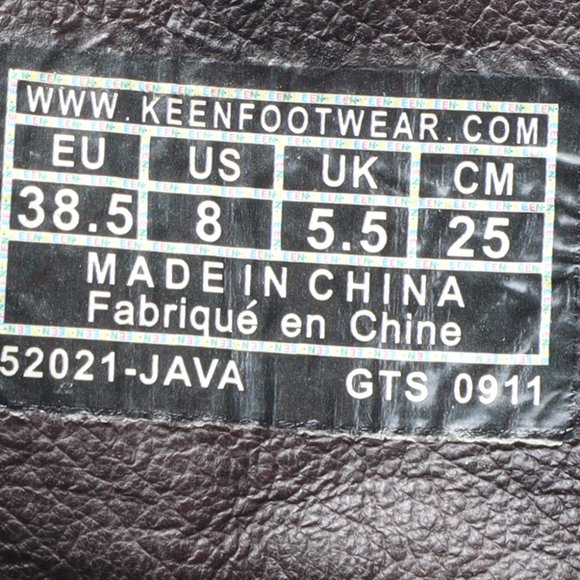 WWW.KEENFOOTWEAR.COM
EU US UK CM
38.5 8 5.5 25
MADE IN CHINA
Fabriqué en Chine
52021-JAVA GTS 0911